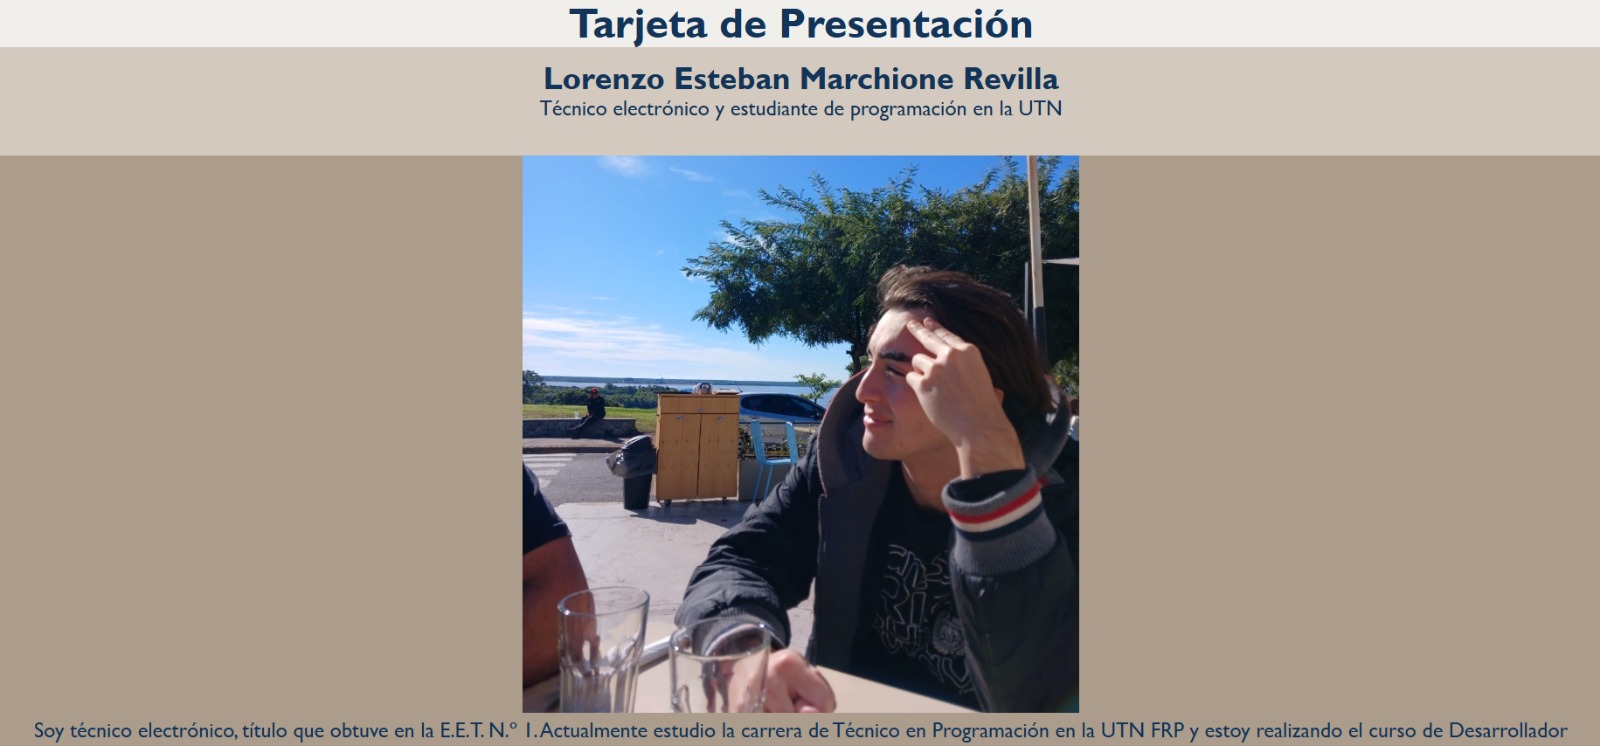 Tarjeta de Presentación
Lorenzo Esteban Marchione Revilla
Técnico electrónico y estudiante de programación en la UTN
Soy técnico electrónico, título que obtuve en la E.E.T. N.º 1. Actualmente estudio la carrera de Técnico en Programación en la UTN FRP y estoy realizando el curso de Desarrollador